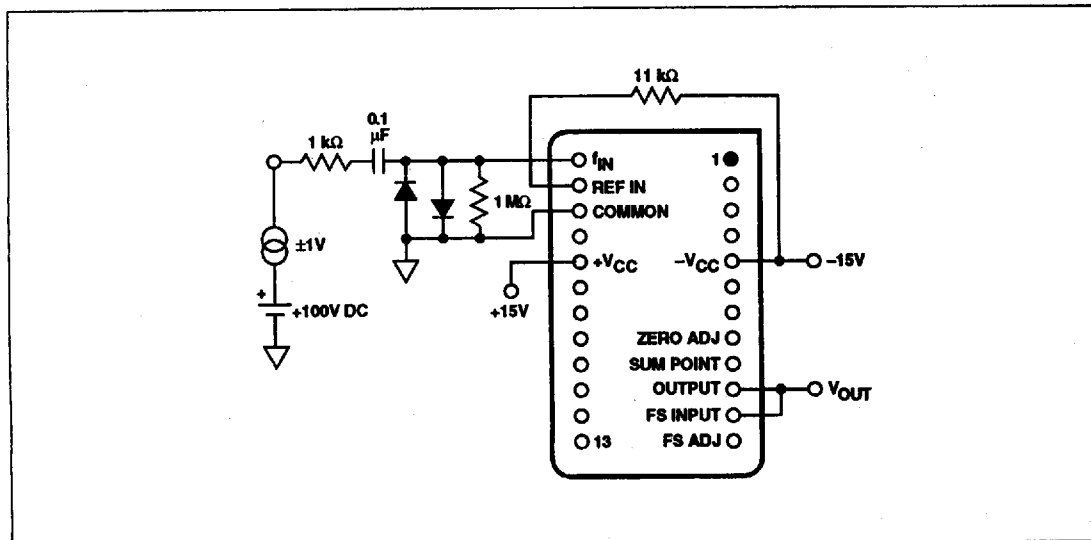 11 kΩ
0.1
µF
1 kΩ
fIN
1
REF IN
1 MΩ
COMMON
±1V
+VCC
–VCC
–15V
+
+100V DC
+15V
ZERO ADJ
SUM POINT
OUTPUT
VOUT
FS INPUT
13
FS ADJ